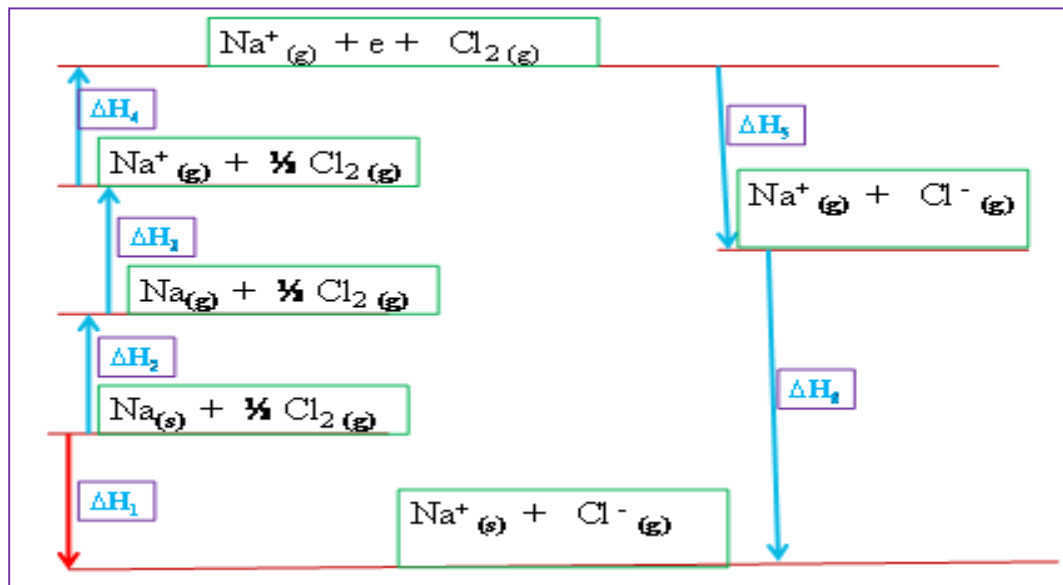 Na⁺ (g) + e + Cl₂ (g)
ΔH₄
ΔH₅
Na⁺ (g) + ½ Cl₂ (g)
Na⁺ (g) + Cl⁻ (g)
ΔH₃
Na(g) + ½ Cl₂ (g)
ΔH₂
ΔH₆
Na(s) + ½ Cl₂ (g)
ΔH₁
Na⁺ (s) + Cl⁻ (g)